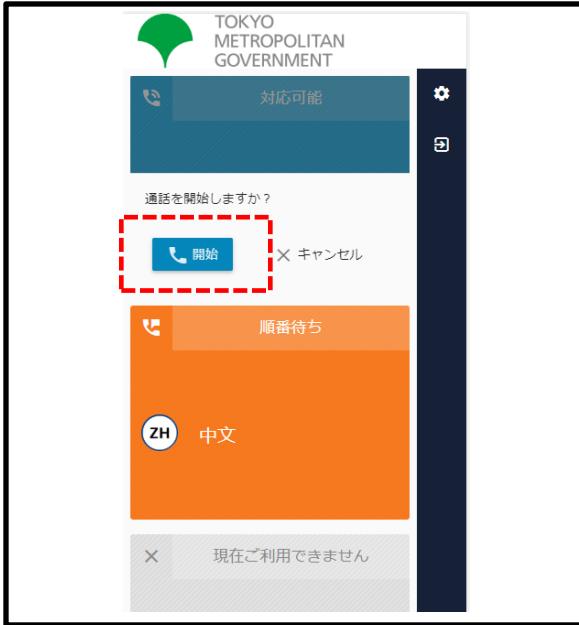 TOKYO
METROPOLITAN
GOVERNMENT
対応可能
通話を開始しますか？
開始
キャンセル
順番待ち
ZH
中文
現在ご利用できません